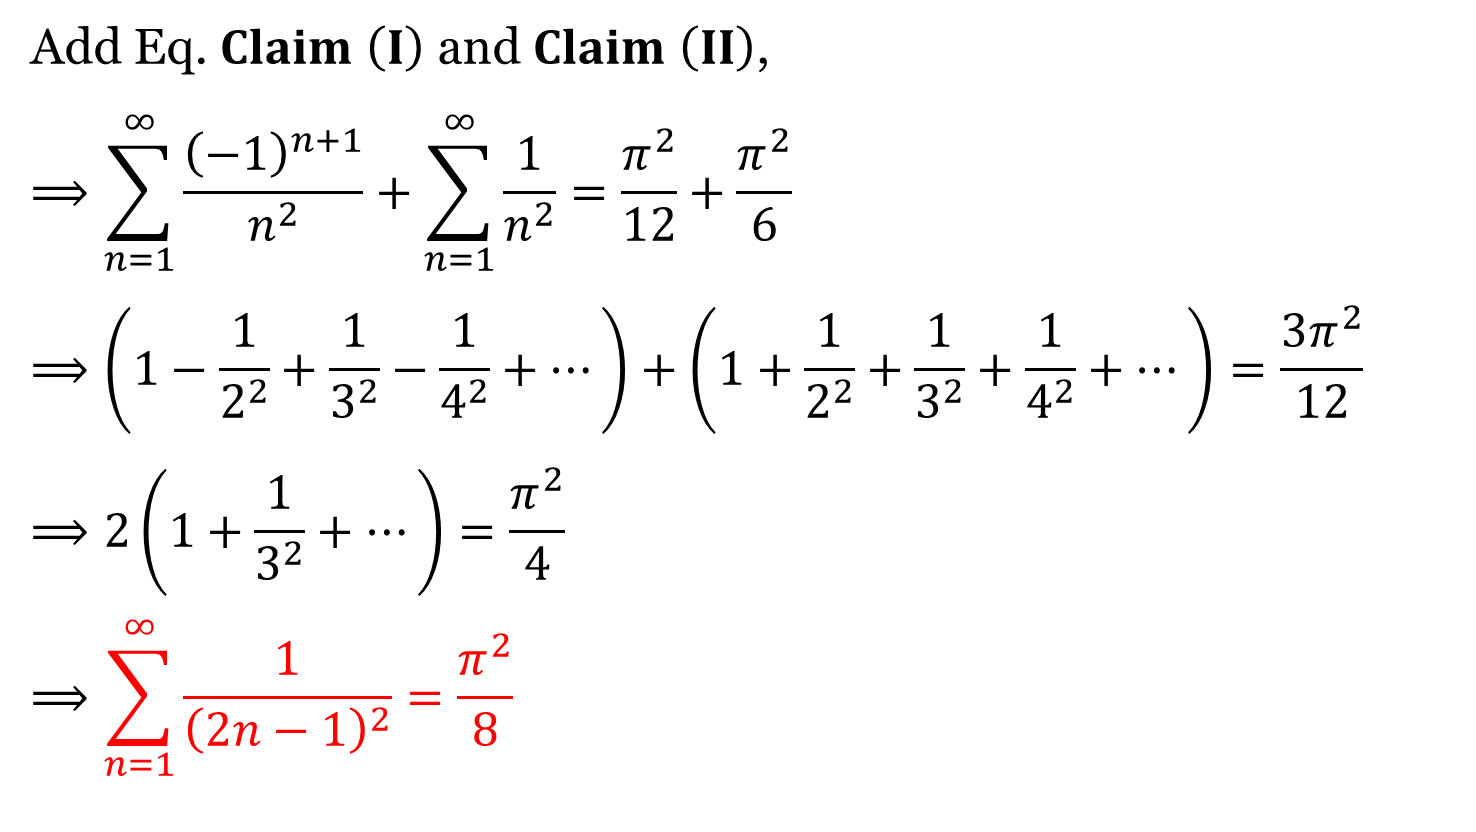 Add Eq. Claim (I) and Claim (II),
⟹ ∑_{n=1}^{∞} (−1)^{n+1}/n² + ∑_{n=1}^{∞} 1/n² = π²/12 + π²/6
⟹ (1 − 1/2² + 1/3² − 1/4² + ⋯) + (1 + 1/2² + 1/3² + 1/4² + ⋯) = 3π²/12
⟹ 2(1 + 1/3² + ⋯) = π²/4
⟹ ∑_{n=1}^{∞} 1/(2n − 1)² = π²/8